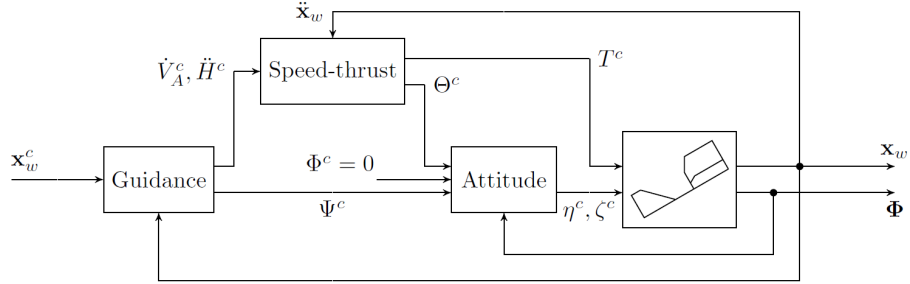 ẍ_w
V̇_A^c, Ḧ^c
Speed-thrust
T^c
Θ^c
x_w^c
Guidance
Φ^c = 0
Attitude
x_w
Ψ^c
η^c, ζ^c
Φ